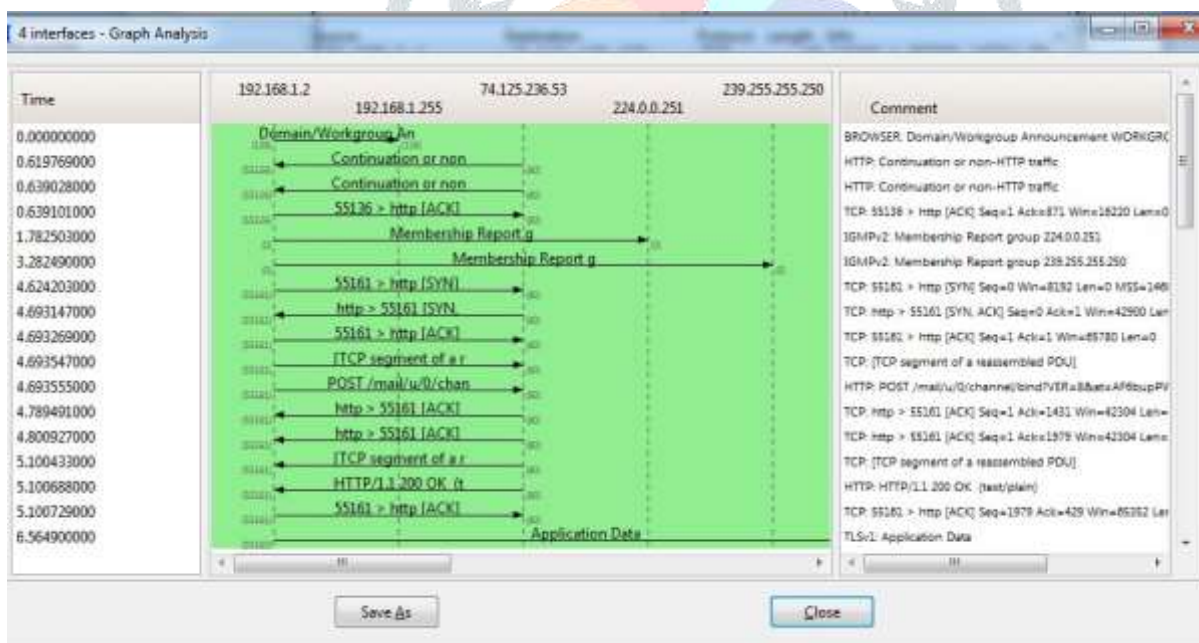 4 interfaces - Graph Analysis
Time
192.168.1.2
74.125.236.53
239.255.255.250
192.168.1.255
224.0.0.251
Comment
0.000000000 Domain/Workgroup An BROWSER: Domain/Workgroup Announcement WORKGRO
0.619769000 Continuation or non HTTP: Continuation or non-HTTP traffic
0.639028000 Continuation or non HTTP: Continuation or non-HTTP traffic
0.639101000 55136 > http [ACK] TCP: 55136 > http [ACK] Seq=1 Ack=871 Win=16220 Len=0
1.782503000 Membership Report g IGMPv2: Membership Report group 224.0.0.251
3.282490000 Membership Report g IGMPv2: Membership Report group 239.255.255.250
4.624203000 55161 > http [SYN] TCP: 55161 > http [SYN] Seq=0 Win=8192 Len=0 MSS=146
4.693147000 http > 55161 [SYN, TCP: http > 55161 [SYN, ACK] Seq=0 Ack=1 Win=42900 Len
4.693269000 55161 > http [ACK] TCP: 55161 > http [ACK] Seq=1 Ack=1 Win=65780 Len=0
4.693547000 [TCP segment of a r TCP: [TCP segment of a reassembled PDU]
4.693555000 POST /mail/u/0/chan HTTP: POST /mail/u/0/channel/bind?VER=8&at=
4.789491000 http > 55161 [ACK] TCP: http > 55161 [ACK] Seq=1 Ack=1431 Win=42304 Len=
4.800927000 http > 55161 [ACK] TCP: http > 55161 [ACK] Seq=1 Ack=1979 Win=42304 Len=
5.100433000 [TCP segment of a r TCP: [TCP segment of a reassembled PDU]
5.100688000 HTTP/1.1 200 OK (t HTTP: HTTP/1.1 200 OK (text/plain)
5.100729000 55161 > http [ACK] TCP: 55161 > http [ACK] Seq=1979 Ack=429 Win=65352 Len
6.564900000 Application Data TLSv1: Application Data
Save As
Close